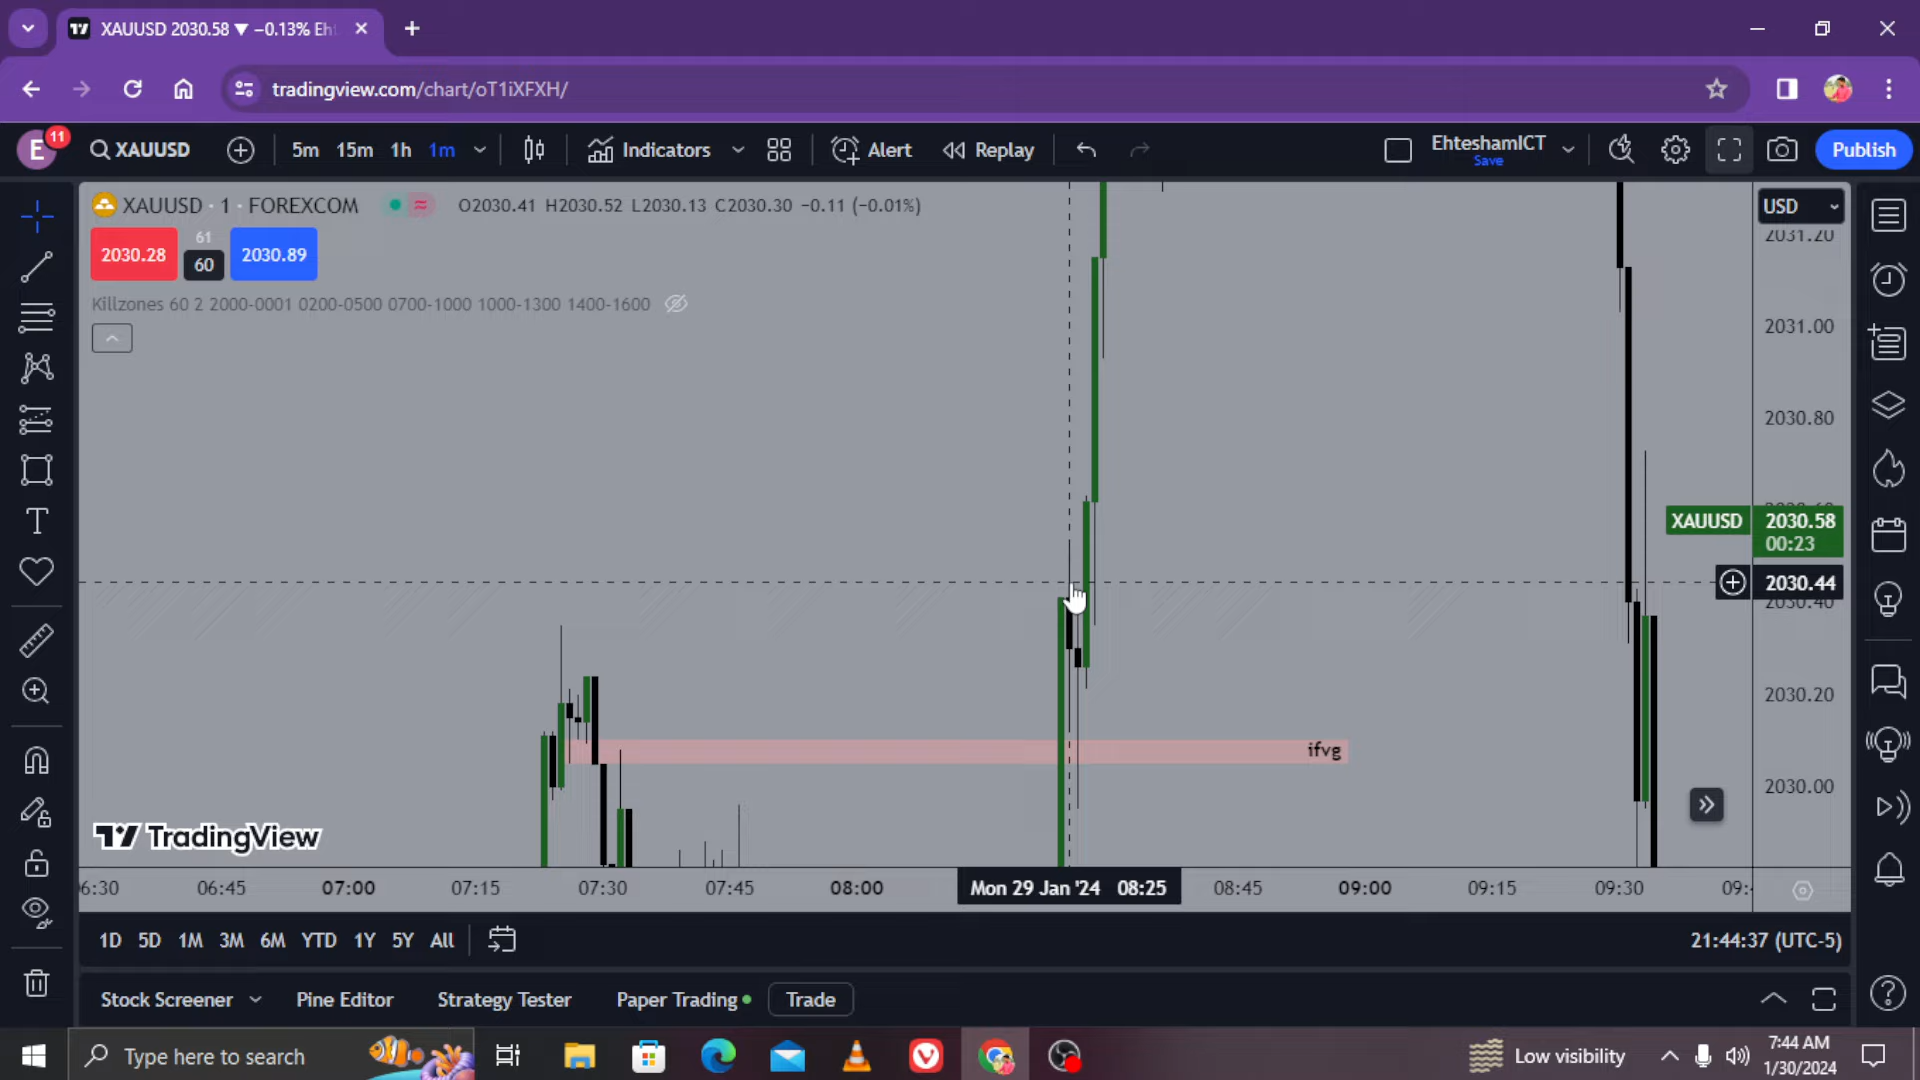 XAUUSD 2030.58 ▼ −0.13% Eh
tradingview.com/chart/oT1iXFXH/
E 11 XAUUSD 5m 15m 1h 1m Indicators Alert Replay EhteshamICT Save Publish
XAUUSD · 1 · FOREXCOM O2030.41 H2030.52 L2030.13 C2030.30 −0.11 (−0.01%)
USD
2031.20
2030.28 61 60 2030.89
Killzones 60 2 2000-0001 0200-0500 0700-1000 1000-1300 1400-1600
2031.00
2030.80
XAUUSD 2030.58
00:23
2030.44
2030.40
2030.20
ifvg
2030.00
TradingView
6:30 06:45 07:00 07:15 07:30 07:45 08:00 Mon 29 Jan '24 08:25 08:45 09:00 09:15 09:30 09:
1D 5D 1M 3M 6M YTD 1Y 5Y All 21:44:37 (UTC-5)
Stock Screener Pine Editor Strategy Tester Paper Trading Trade
Type here to search Low visibility 7:44 AM
1/30/2024